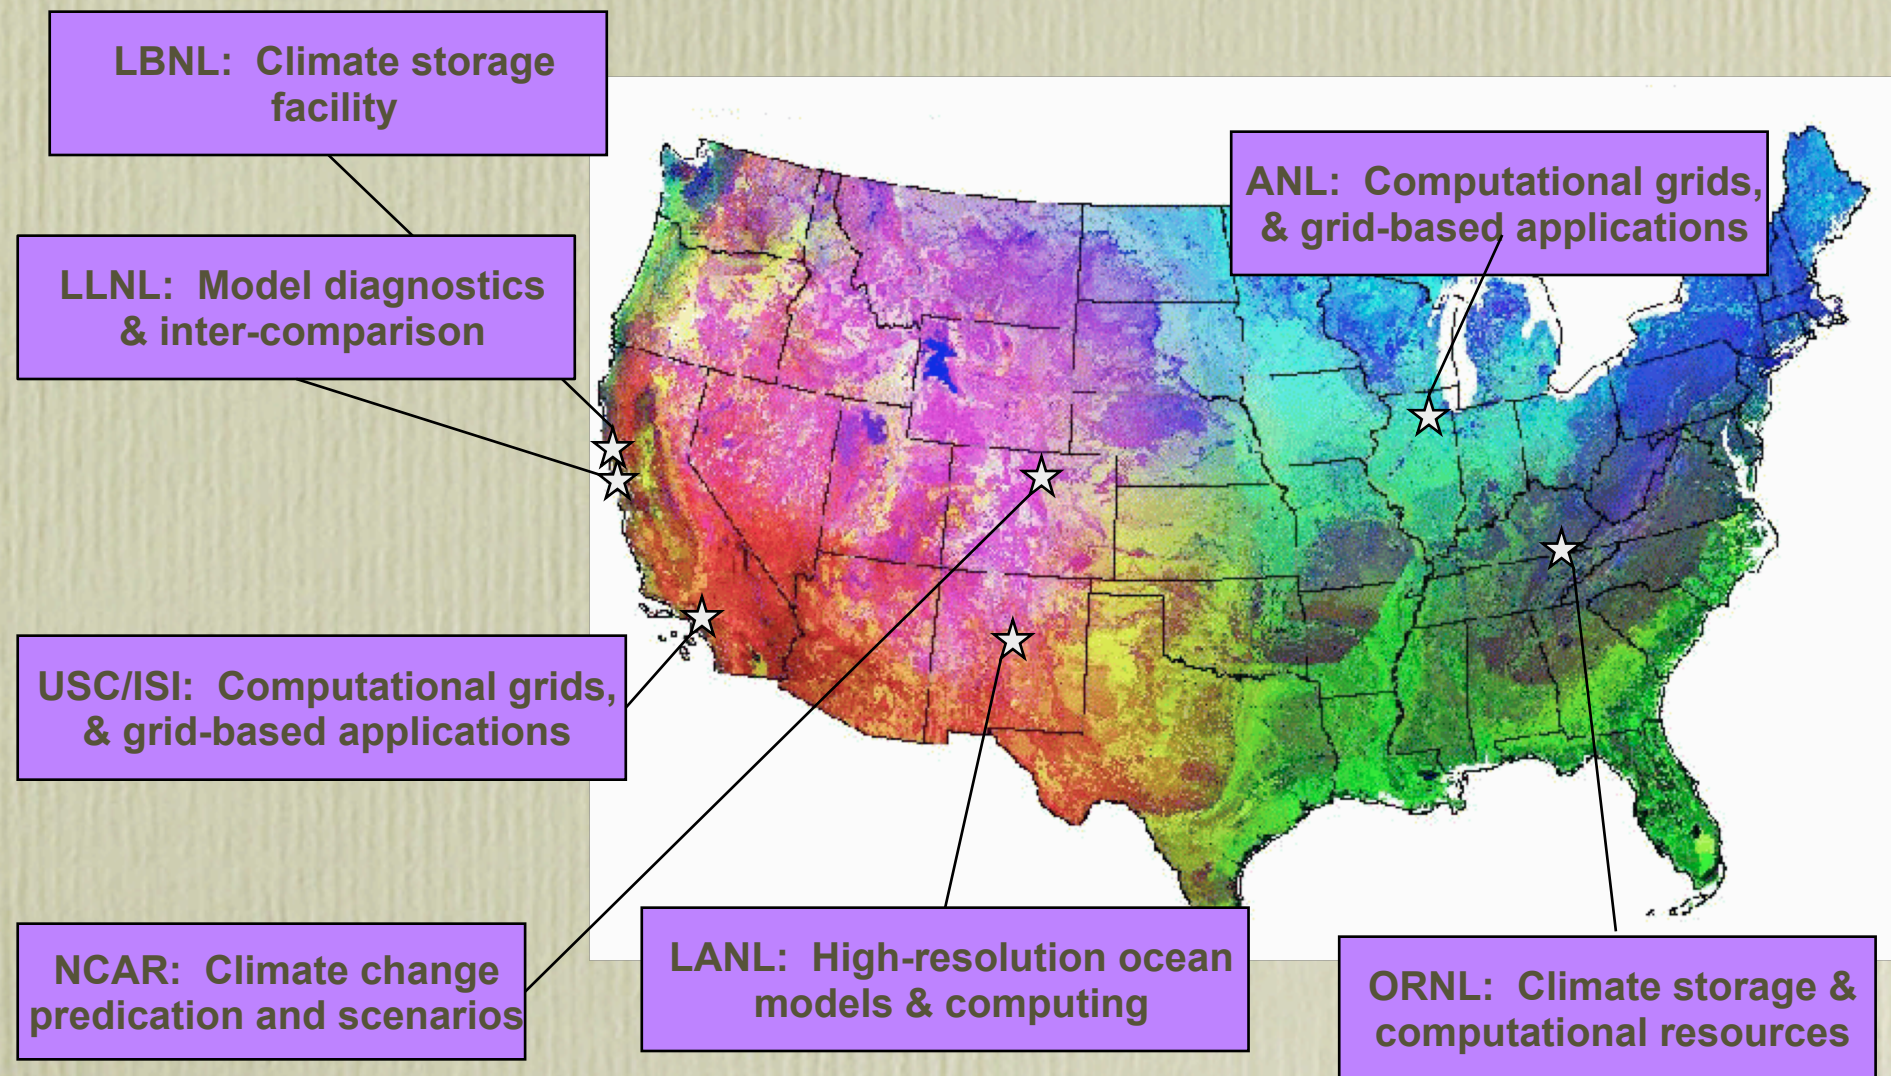 LBNL:  Climate storage
facility
ANL:  Computational grids,
& grid-based applications
LLNL:  Model diagnostics
& inter-comparison
USC/ISI:  Computational grids,
& grid-based applications
NCAR:  Climate change
predication and scenarios
LANL:  High-resolution ocean
models & computing
ORNL:  Climate storage &
computational resources